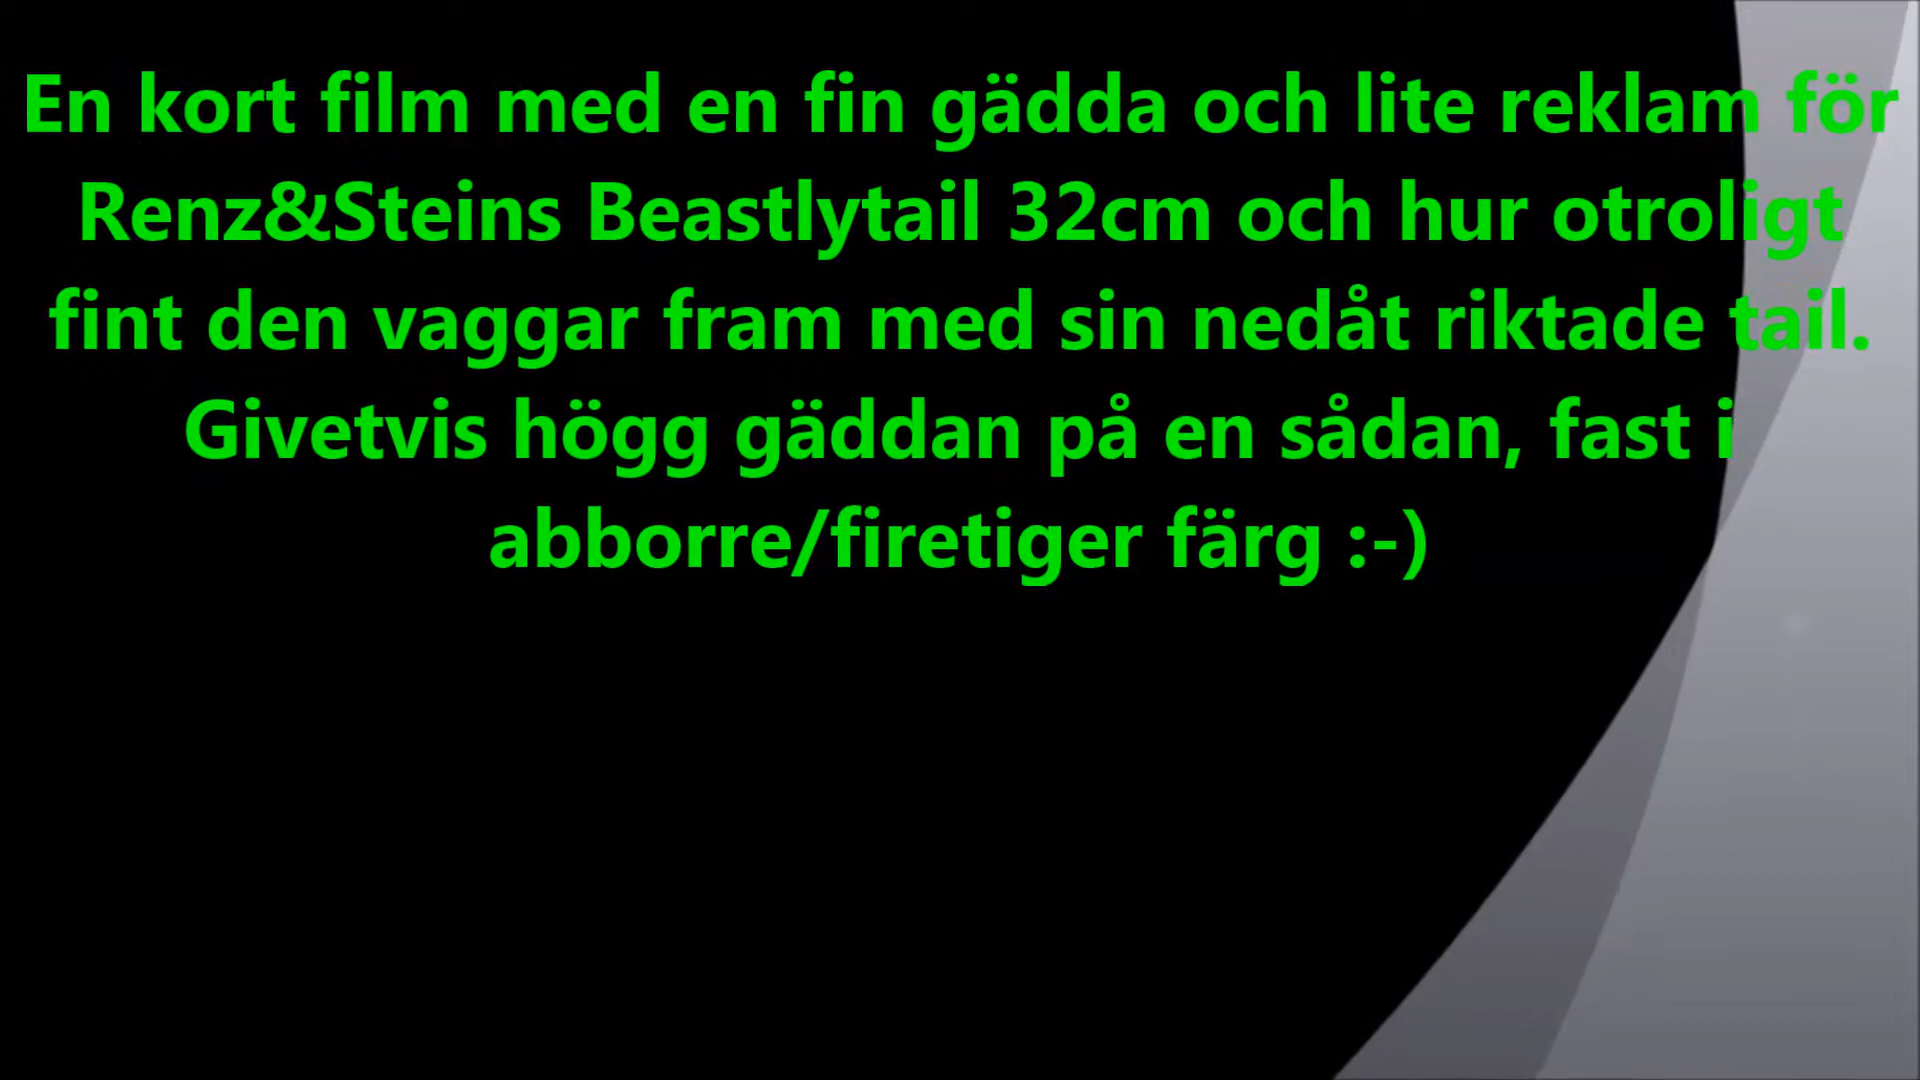 En kort film med en fin gädda och lite reklam för
Renz&Steins Beastlytail 32cm och hur otroligt
fint den vaggar fram med sin nedåt riktade tail.
Givetvis högg gäddan på en sådan, fast i
abborre/firetiger färg :-)